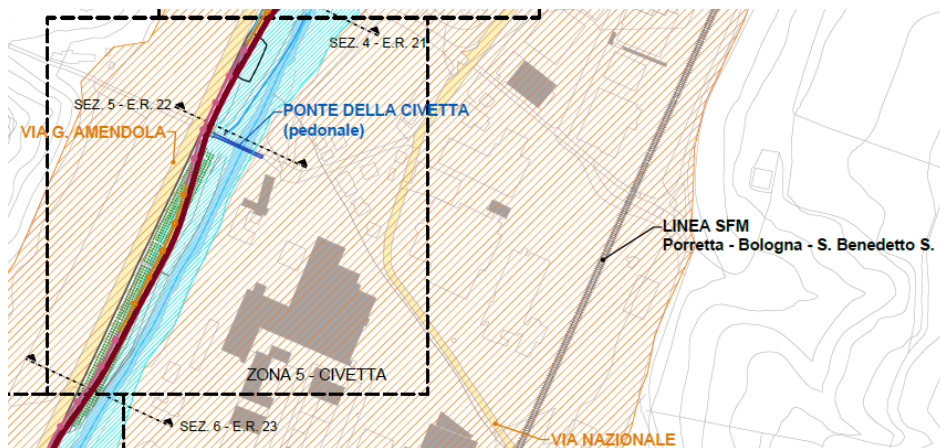 SEZ. 4 - E.R. 21
SEZ. 5 - E.R. 22
PONTE DELLA CIVETTA
(pedonale)
VIA G. AMENDOLA
LINEA SFM
Porretta - Bologna - S. Benedetto S.
ZONA 5 - CIVETTA
SEZ. 6 - E.R. 23
VIA NAZIONALE